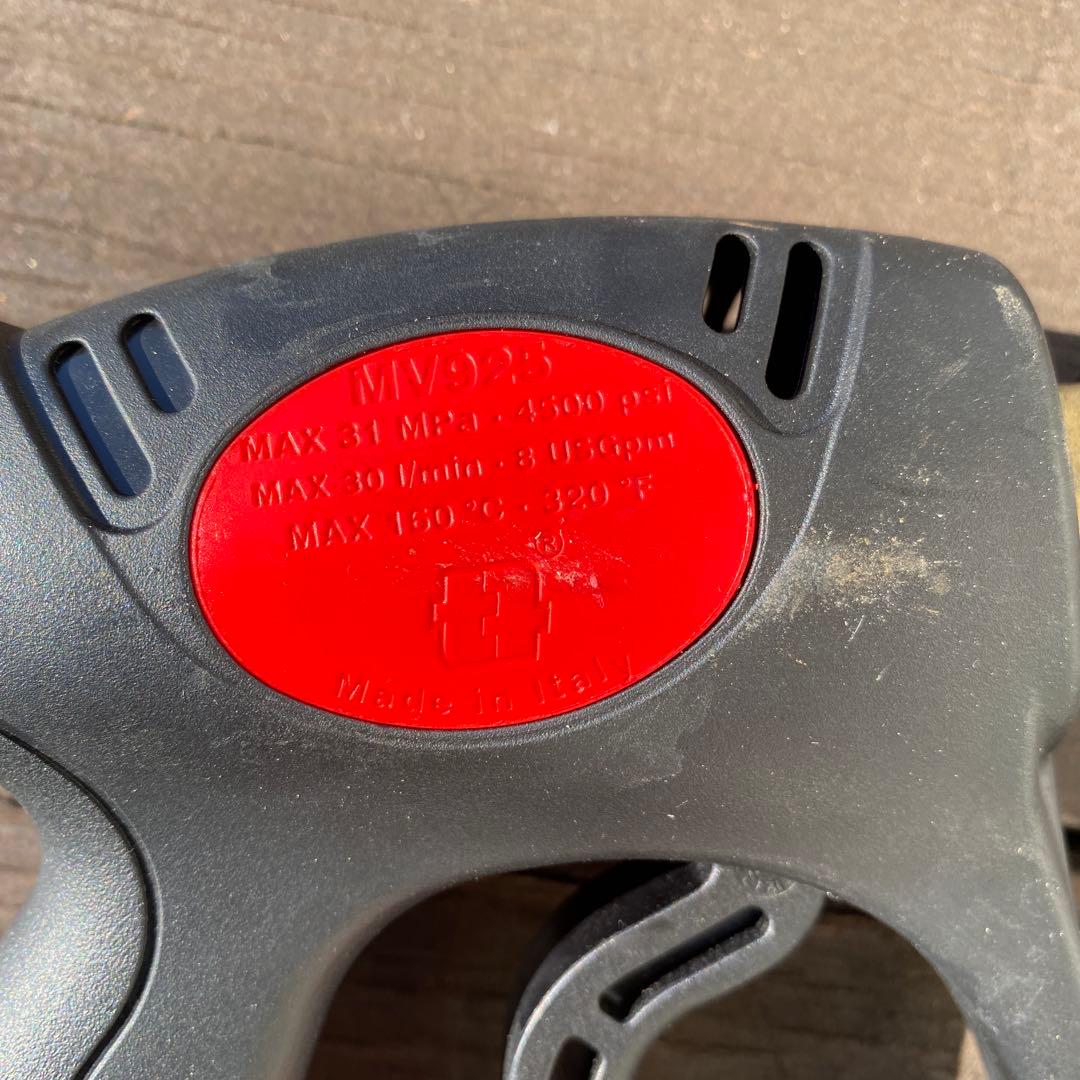 MV925
MAX 31 MPa - 4500 psi
MAX 30 l/min - 8 USGpm
MAX 160 °C - 320 °F
®
Made in Italy